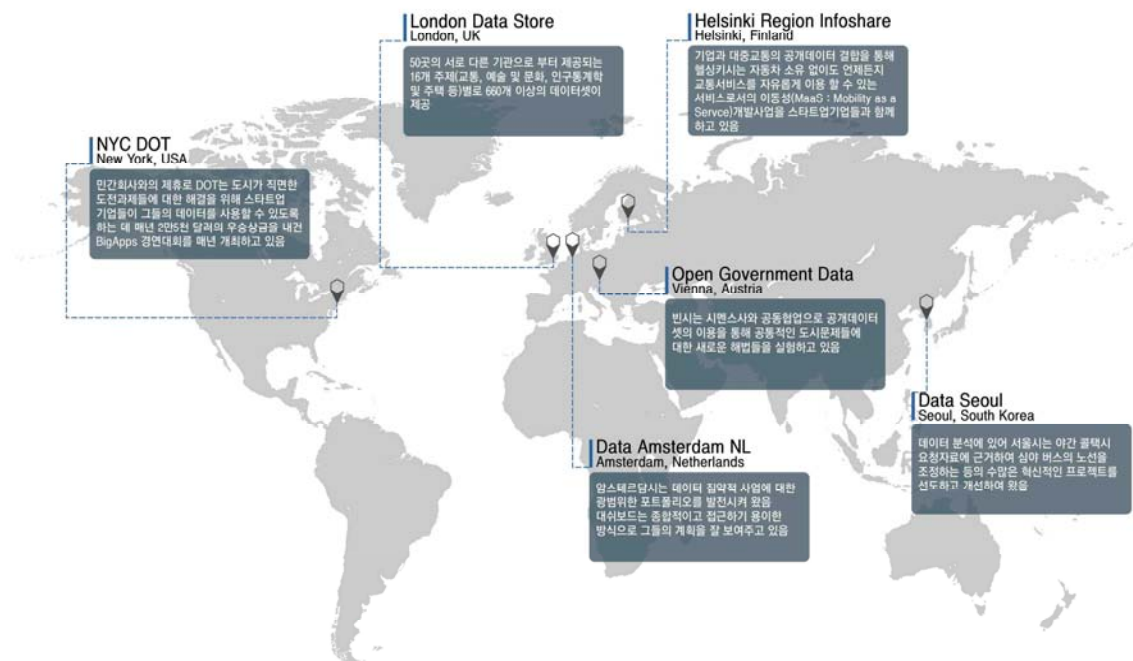 London Data Store
London, UK
50곳의 서로 다른 기관으로 부터 제공되는
16개 주제(교통, 예술 및 문화, 인구통계학
및 주택 등)별로 660개 이상의 데이터셋이
제공
Helsinki Region Infoshare
Helsinki, Finland
기업과 대중교통의 공개데이터 결합을 통해
헬싱키시는 자동차 소유 없이도 언제든지
교통서비스를 자유롭게 이용 할 수 있는
서비스로서의 이동성(MaaS : Mobility as a
Servce)개발사업을 스타트업기업들과 함께
하고 있음
NYC DOT
New York, USA
민간회사와의 제휴로 DOT는 도시가 직면한
도전과제들에 대한 해결을 위해 스타트업
기업들이 그들의 데이터를 사용할 수 있도록
하는 데 매년 2만5천 달러의 우승상금을 내건
BigApps 경연대회를 매년 개최하고 있음
Open Government Data
Vienna, Austria
빈시는 시멘스사와 공동협업으로 공개데이터
셋의 이용을 통해 공통적인 도시문제들에
대한 새로운 해법들을 실험하고 있음
Data Seoul
Seoul, South Korea
데이터 분석에 있어 서울시는 야간 콜택시
요청자료에 근거하여 심야 버스의 노선을
조정하는 등의 수많은 혁신적인 프로젝트를
선도하고 개선하여 왔음
Data Amsterdam NL
Amsterdam, Netherlands
암스테르담시는 데이터 집약적 사업에 대한
광범위한 포트폴리오를 발전시켜 왔음
대쉬보드는 종합적이고 접근하기 용이한
방식으로 그들의 계획을 잘 보여주고 있음